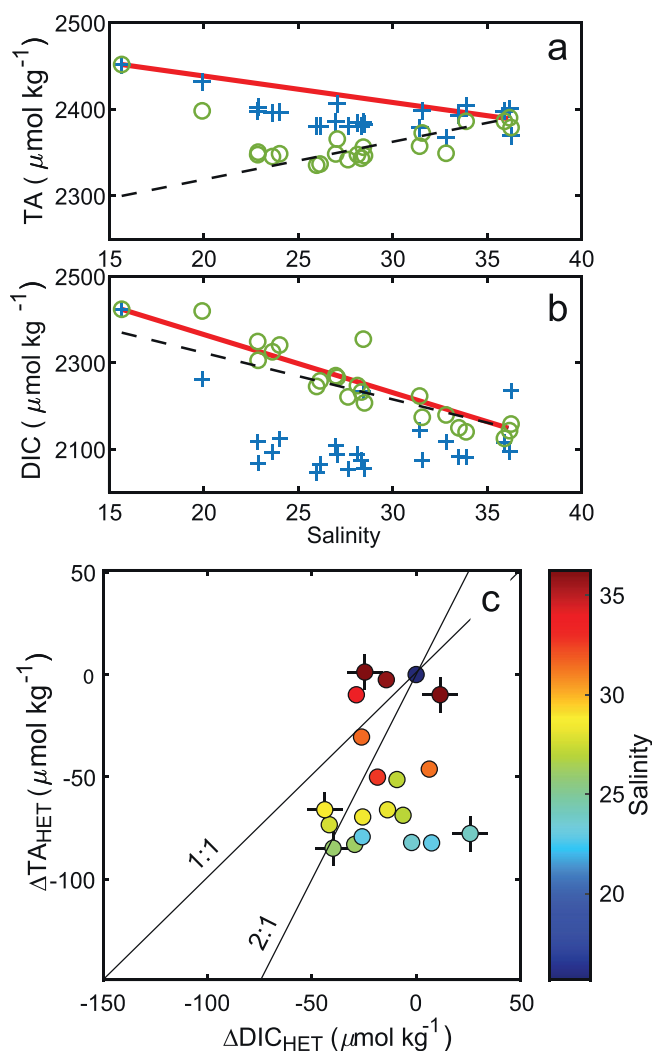 a
TA ( μmol kg⁻¹)
2500
2400
2300
2200
15 20 25 30 35 40
b
DIC ( μmol kg⁻¹)
2500
2300
2100
15 20 25 30 35 40
Salinity
c
ΔTA_HET (μmol kg⁻¹)
50
0
-50
-100
1:1
2:1
-150 -100 -50 0 50
ΔDIC_HET (μmol kg⁻¹)
35
30
25
20
Salinity